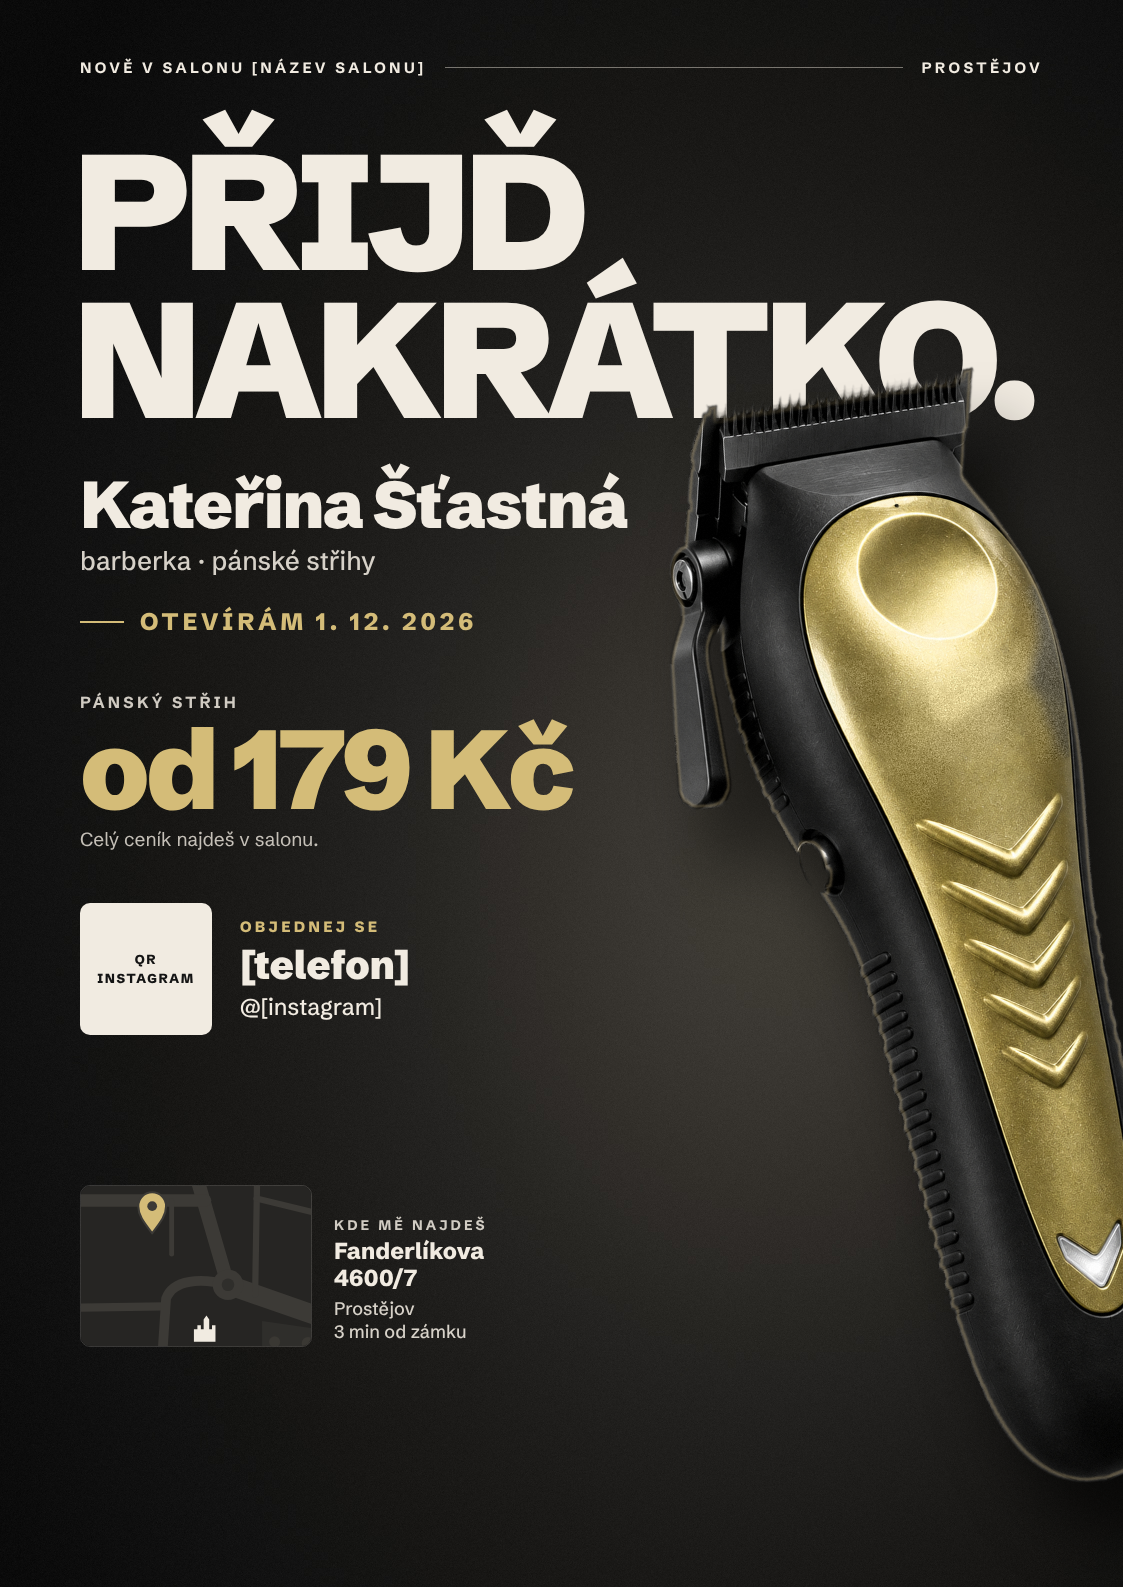 NOVĚ V SALONU [NÁZEV SALONU]
PROSTĚJOV
PŘIJĎ
NAKRÁTKO.
Kateřina Šťastná
barberka · pánské střihy
OTEVÍRÁM 1. 12. 2026
PÁNSKÝ STŘIH
od 179 Kč
Celý ceník najdeš v salonu.
QR
INSTAGRAM
OBJEDNEJ SE
[telefon]
@[instagram]
KDE MĚ NAJDEŠ
Fanderlíkova
4600/7
Prostějov
3 min od zámku